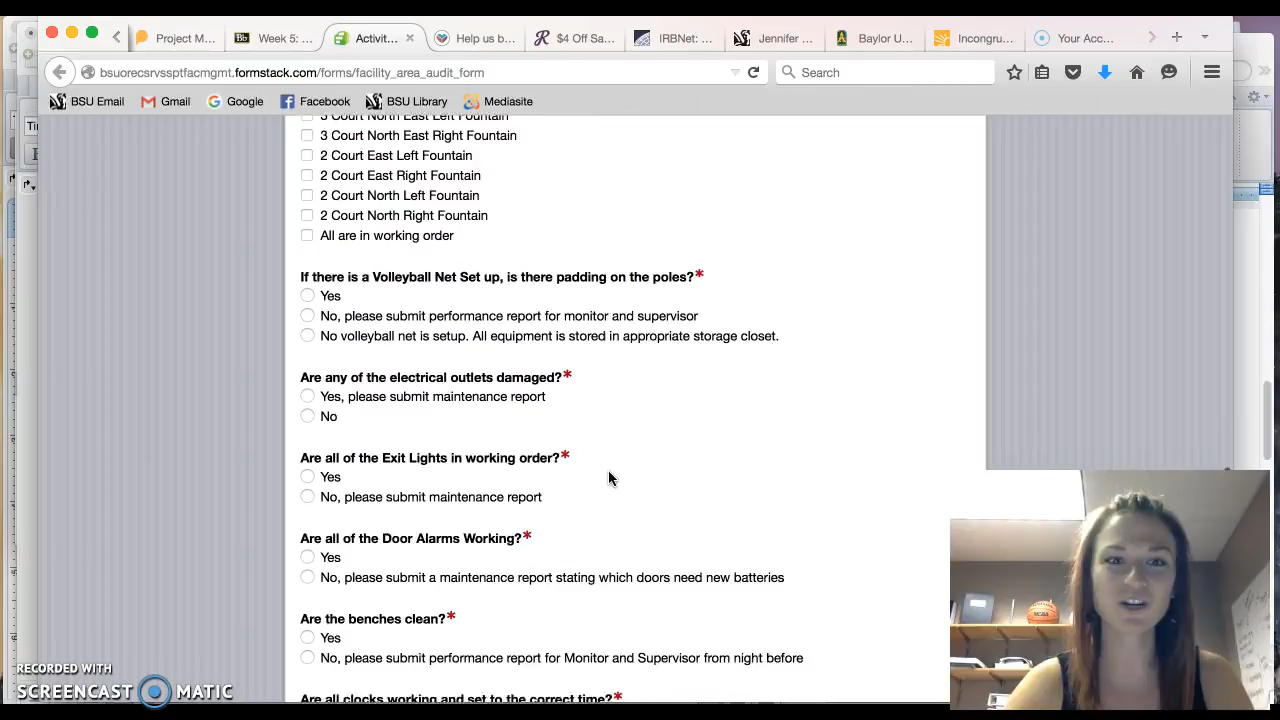 Project M...
Bb Week 5: ...
Activit...
Help us b...
$4 Off Sa...
IRBNet: ...
Jennifer ...
Baylor U...
Incongru...
Your Acc...
bsuorecsrvssptfacmgmt.formstack.com/forms/facility_area_audit_form
Search
BSU Email
Gmail
Google
Facebook
BSU Library
Mediasite
3 Court North East Left Fountain
3 Court North East Right Fountain
2 Court East Left Fountain
2 Court East Right Fountain
2 Court North Left Fountain
2 Court North Right Fountain
All are in working order
If there is a Volleyball Net Set up, is there padding on the poles?*
Yes
No, please submit performance report for monitor and supervisor
No volleyball net is setup. All equipment is stored in appropriate storage closet.
Are any of the electrical outlets damaged?*
Yes, please submit maintenance report
No
Are all of the Exit Lights in working order?*
Yes
No, please submit maintenance report
Are all of the Door Alarms Working?*
Yes
No, please submit a maintenance report stating which doors need new batteries
Are the benches clean?*
Yes
No, please submit performance report for Monitor and Supervisor from night before
Are all clocks working and set to the correct time?*
RECORDED WITH
SCREENCAST MATIC